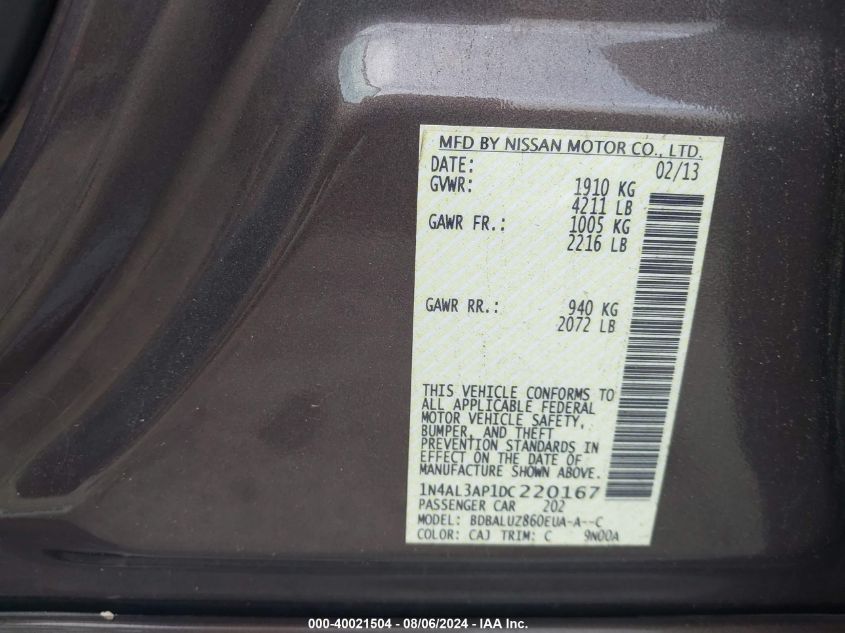 MFD BY NISSAN MOTOR CO., LTD.
DATE: 02/13
GVWR: 1910 KG
4211 LB
GAWR FR.: 1005 KG
2216 LB
GAWR RR.: 940 KG
2072 LB
THIS VEHICLE CONFORMS TO
ALL APPLICABLE FEDERAL
MOTOR VEHICLE SAFETY,
BUMPER, AND THEFT
PREVENTION STANDARDS IN
EFFECT ON THE DATE OF
MANUFACTURE SHOWN ABOVE.
1N4AL3AP1DC220167
PASSENGER CAR 202
MODEL: BDBALUZ860EUA-A--C
COLOR: CAJ TRIM: C 9N00A
000-40021504 - 08/06/2024 - IAA Inc.